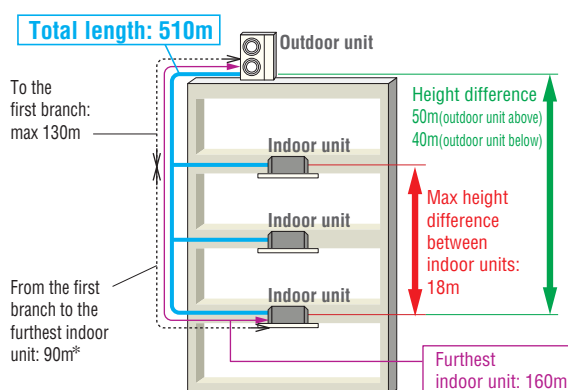 Total length: 510m
Outdoor unit
To the
first branch:
max 130m
Height difference
50m(outdoor unit above)
40m(outdoor unit below)
Indoor unit
Max height
difference
between
indoor units:
18m
Indoor unit
From the first
branch to the
furthest indoor
unit: 90m*
Indoor unit
Furthest
indoor unit: 160m